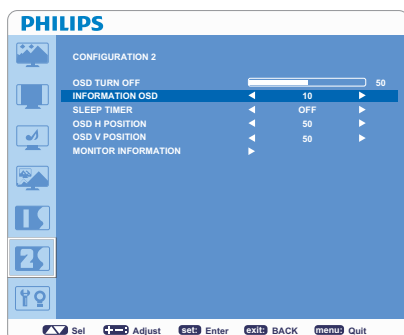 PHILIPS
CONFIGURATION 2
OSD TURN OFF 50
INFORMATION OSD 10
SLEEP TIMER OFF
OSD H POSITION 50
OSD V POSITION 50
MONITOR INFORMATION
Sel Adjust set: Enter exit: BACK menu: Quit